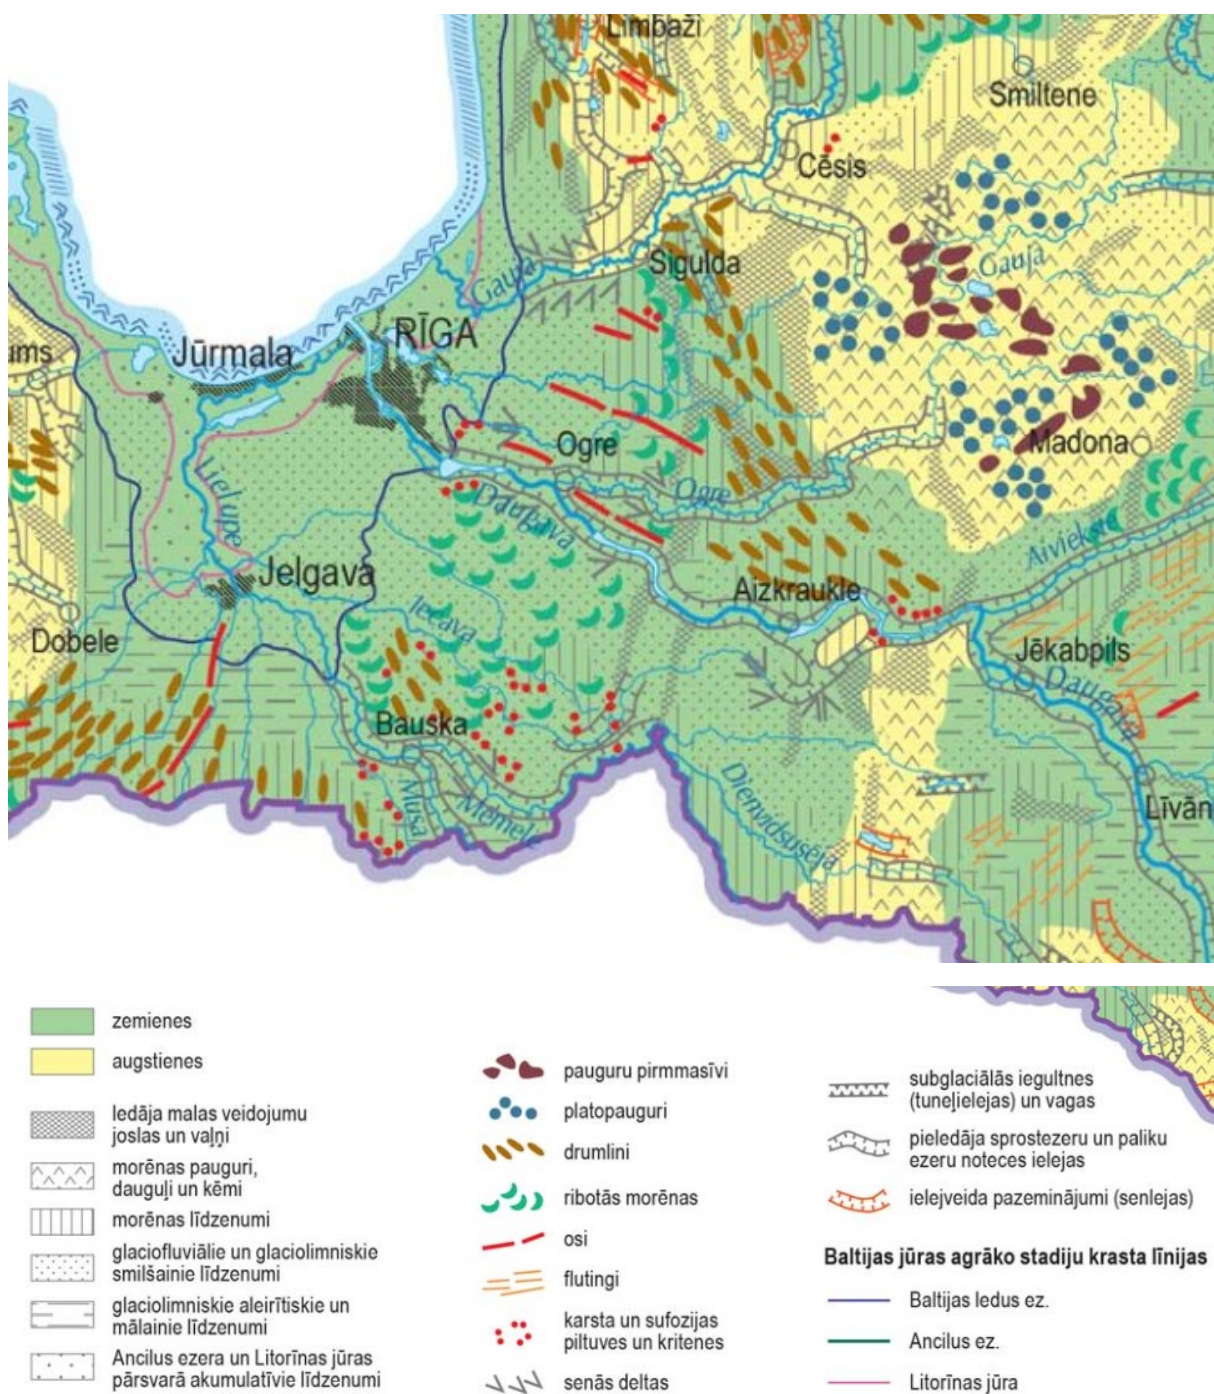 Limbaži
Smiltene
Cēsis
Sigulda
Gauja
Gauja
RĪGA
Jūrmala
ums
Ogre
Madona
Ogre
Lielupe
Daugava
Aiviekste
Jelgava
Aizkraukle
Iecava
Dobele
Jēkabpils
Daugava
Bauska
Dienvidsusēja
Mūsa
Mēmele
Līvān
zemienes
augstienes
ledāja malas veidojumu
joslas un vaļņi
morēnas pauguri,
dauguļi un kēmi
morēnas līdzenumi
glaciofluviālie un glaciolimniskie
smilšainie līdzenumi
glaciolimniskie aleirītiskie un
mālainie līdzenumi
Ancilus ezera un Litorīnas jūras
pārsvarā akumulatīvie līdzenumi
pauguru pirmmasīvi
platopauguri
drumlini
ribotās morēnas
osi
flutingi
karsta un sufozijas
piltuves un kritenes
senās deltas
subglaciālās iegultnes
(tuneļielejas) un vagas
pieledāja sprostezeru un paliku
ezeru noteces ielejas
ielejveida pazeminājumi (senlejas)
Baltijas jūras agrāko stadiju krasta līnijas
Baltijas ledus ez.
Ancilus ez.
Litorīnas jūra